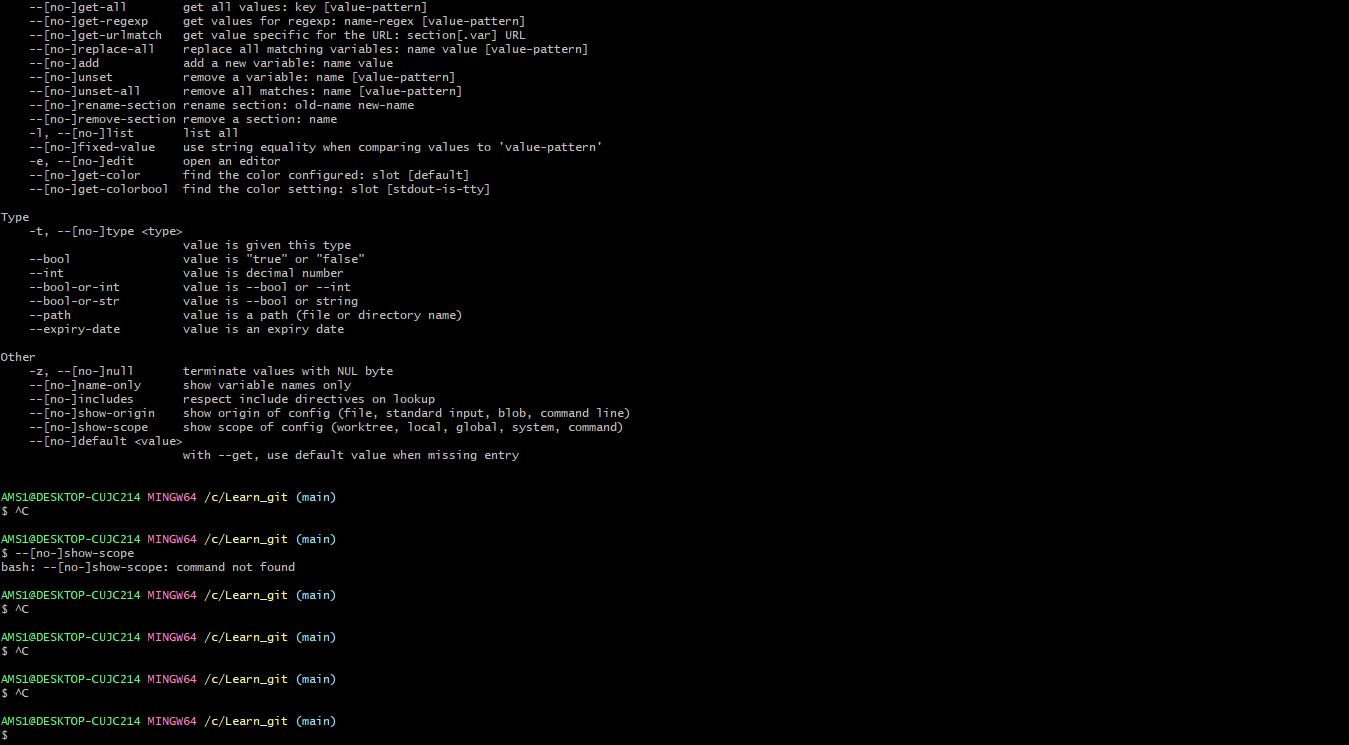 --[no-]get-all        get all values: key [value-pattern]
--[no-]get-regexp     get values for regexp: name-regex [value-pattern]
--[no-]get-urlmatch   get value specific for the URL: section[.var] URL
--[no-]replace-all    replace all matching variables: name value [value-pattern]
--[no-]add            add a new variable: name value
--[no-]unset          remove a variable: name [value-pattern]
--[no-]unset-all      remove all matches: name [value-pattern]
--[no-]rename-section rename section: old-name new-name
--[no-]remove-section remove a section: name
-l, --[no-]list       list all
--[no-]fixed-value    use string equality when comparing values to 'value-pattern'
-e, --[no-]edit       open an editor
--[no-]get-color      find the color configured: slot [default]
--[no-]get-colorbool  find the color setting: slot [stdout-is-tty]
Type
-t, --[no-]type <type>
value is given this type
--bool                value is "true" or "false"
--int                 value is decimal number
--bool-or-int         value is --bool or --int
--bool-or-str         value is --bool or string
--path                value is a path (file or directory name)
--expiry-date         value is an expiry date
Other
-z, --[no-]null       terminate values with NUL byte
--[no-]name-only      show variable names only
--[no-]includes       respect include directives on lookup
--[no-]show-origin    show origin of config (file, standard input, blob, command line)
--[no-]show-scope     show scope of config (worktree, local, global, system, command)
--[no-]default <value>
with --get, use default value when missing entry
AMS1@DESKTOP-CUJC214 MINGW64 /c/Learn_git (main)
$ ^C
AMS1@DESKTOP-CUJC214 MINGW64 /c/Learn_git (main)
$ --[no-]show-scope
bash: --[no-]show-scope: command not found
AMS1@DESKTOP-CUJC214 MINGW64 /c/Learn_git (main)
$ ^C
AMS1@DESKTOP-CUJC214 MINGW64 /c/Learn_git (main)
$ ^C
AMS1@DESKTOP-CUJC214 MINGW64 /c/Learn_git (main)
$ ^C
AMS1@DESKTOP-CUJC214 MINGW64 /c/Learn_git (main)
$